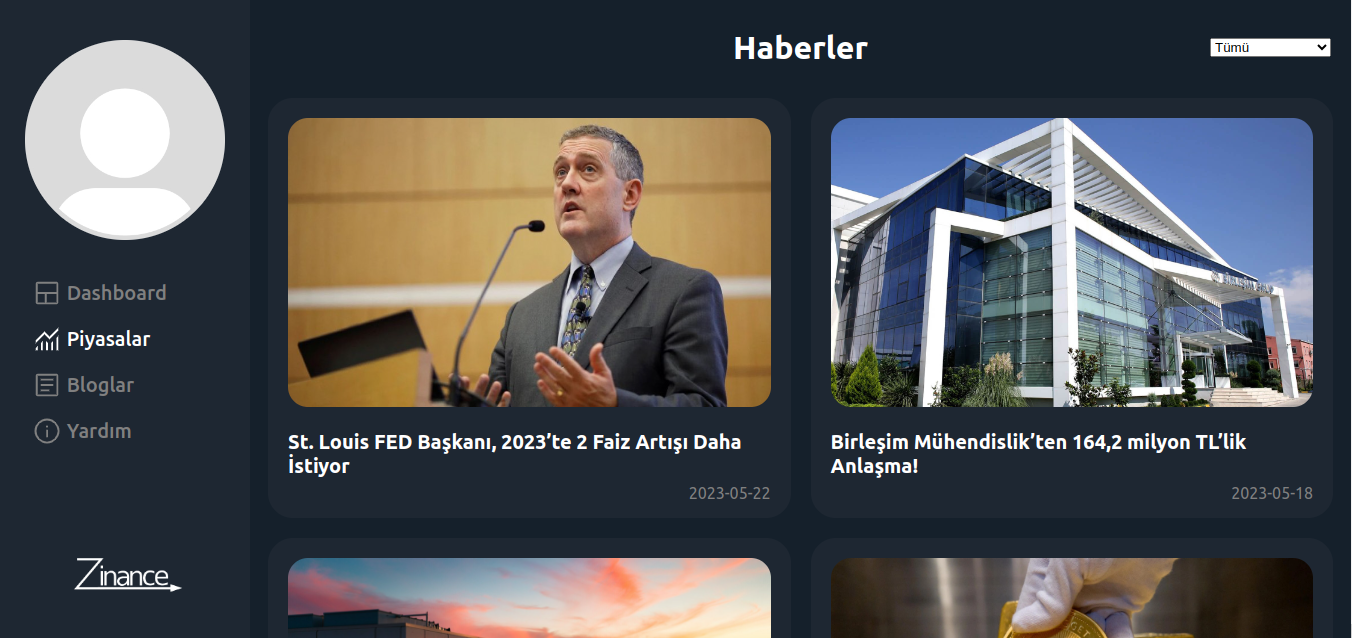 Haberler
Tümü
Dashboard
Piyasalar
Bloglar
Yardım
Zinance
St. Louis FED Başkanı, 2023’te 2 Faiz Artışı Daha
İstiyor
2023-05-22
Birleşim Mühendislik’ten 164,2 milyon TL’lik
Anlaşma!
2023-05-18